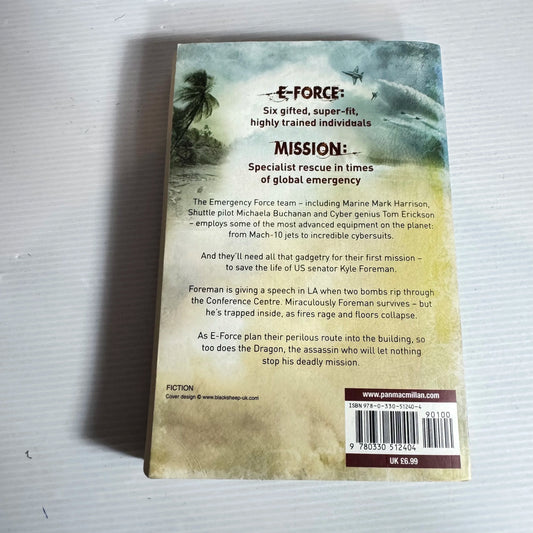 E-FORCE:
Six gifted, super-fit,
highly trained individuals
MISSION:
Specialist rescue in times
of global emergency
The Emergency Force team – including Marine Mark Harrison,
Shuttle pilot Michaela Buchanan and Cyber genius Tom Erickson
– employs some of the most advanced equipment on the planet:
from Mach-10 jets to incredible cybersuits.
And they'll need all that gadgetry for their first mission –
to save the life of US senator Kyle Foreman.
Foreman is giving a speech in LA when two bombs rip through
the Conference Centre. Miraculously Foreman survives – but
he's trapped inside, as fires rage and floors collapse.
As E-Force plan their perilous route into the building, so
too does the Dragon, the assassin who will let nothing
stop his deadly mission.
FICTION
Cover design © www.blacksheep-uk.com
www.panmacmillan.com
ISBN 978-0-330-51240-4
90100
9 780330 512404
UK £6.99